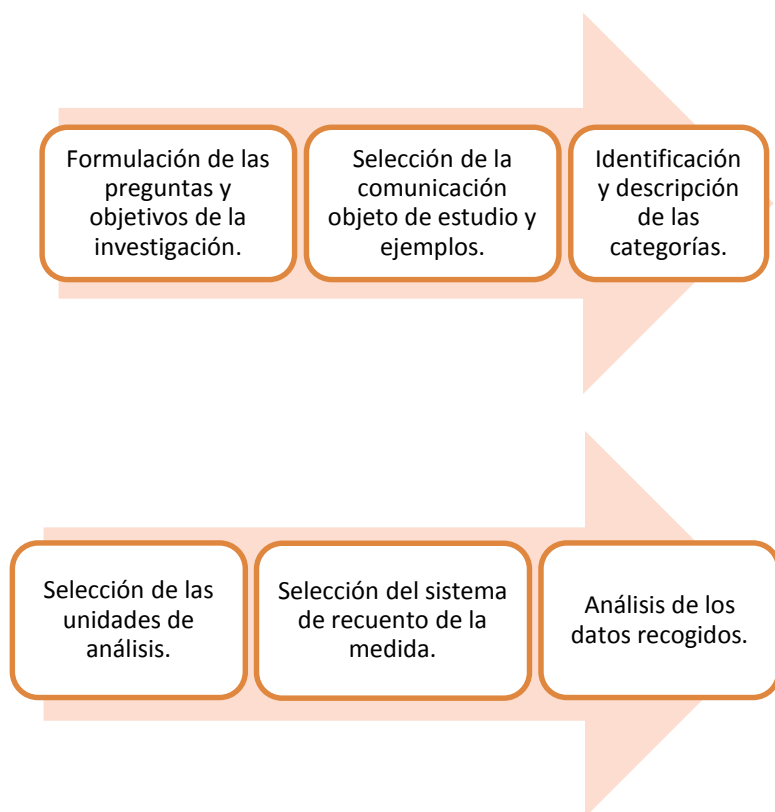 Formulación de las
preguntas y
objetivos de la
investigación.
Selección de la
comunicación
objeto de estudio y
ejemplos.
Identificación
y descripción
de las
categorías.
Selección de las
unidades de
análisis.
Selección del sistema
de recuento de la
medida.
Análisis de los
datos recogidos.